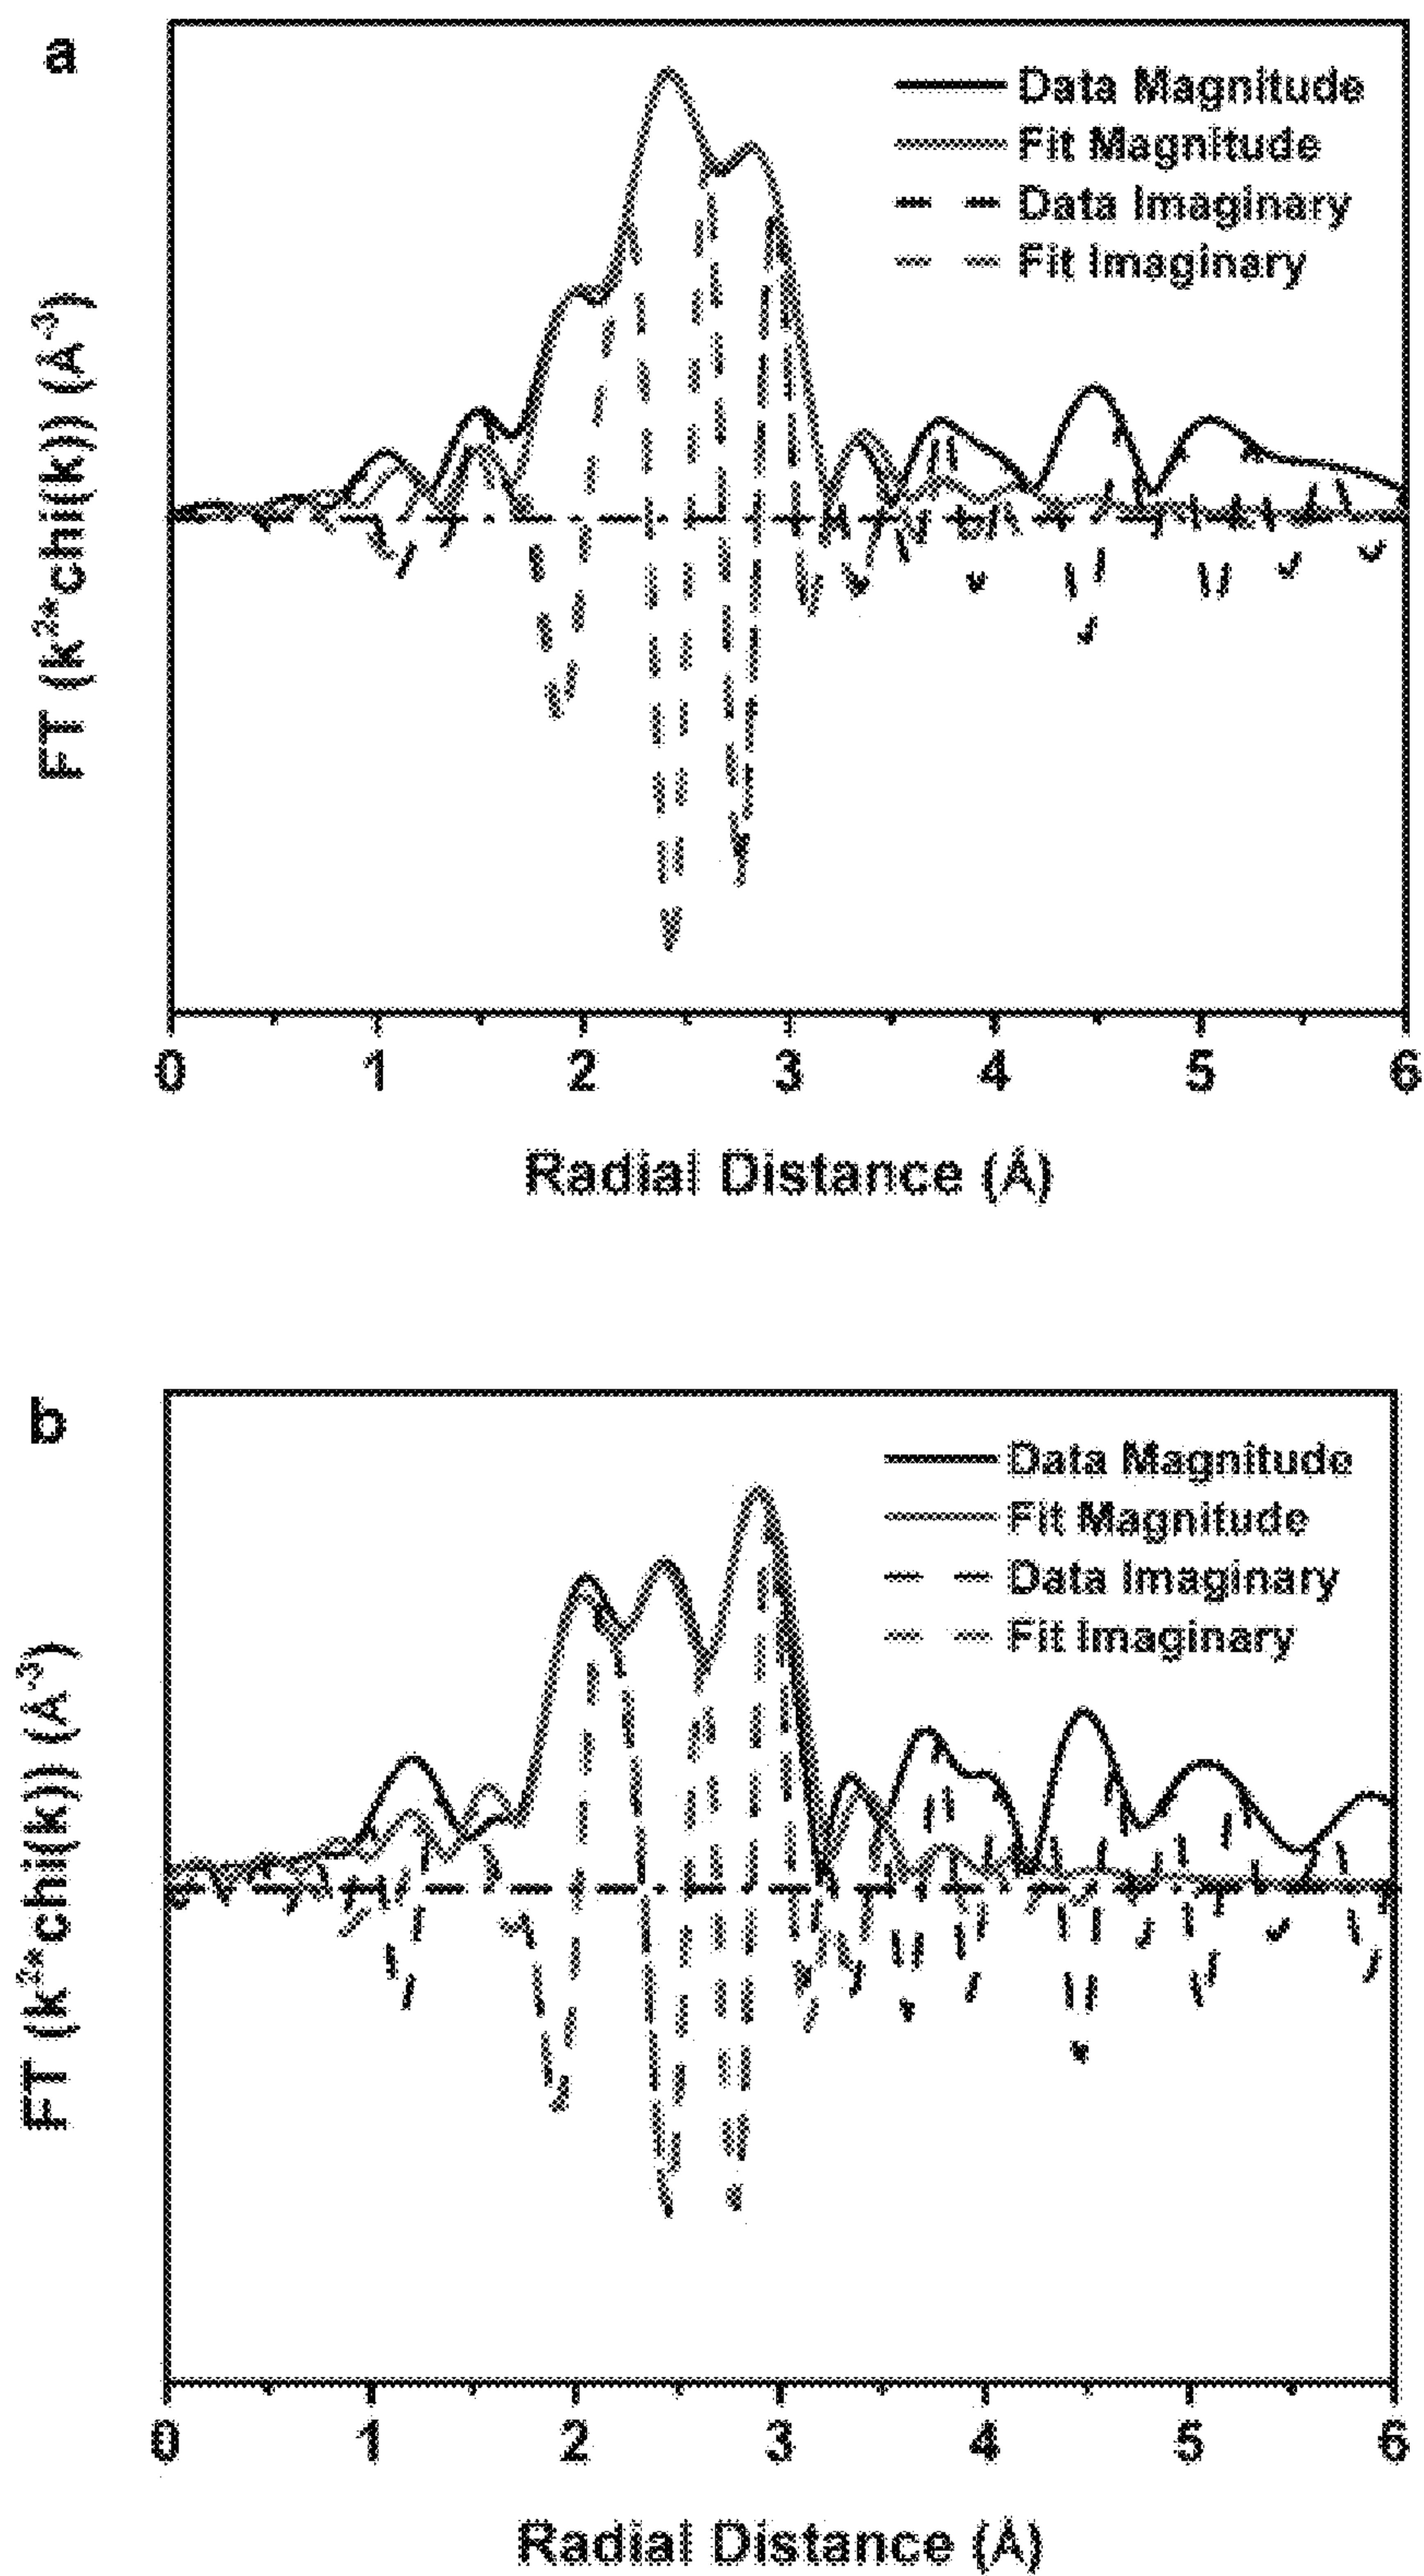 a
Data Magnitude
Fit Magnitude
Data Imaginary
Fit Imaginary
FT (k²*chi(k)) (Å⁻³)
0 1 2 3 4 5 6
Radial Distance (Å)
b
Data Magnitude
Fit Magnitude
Data Imaginary
Fit Imaginary
FT (k²*chi(k)) (Å⁻³)
0 1 2 3 4 5 6
Radial Distance (Å)